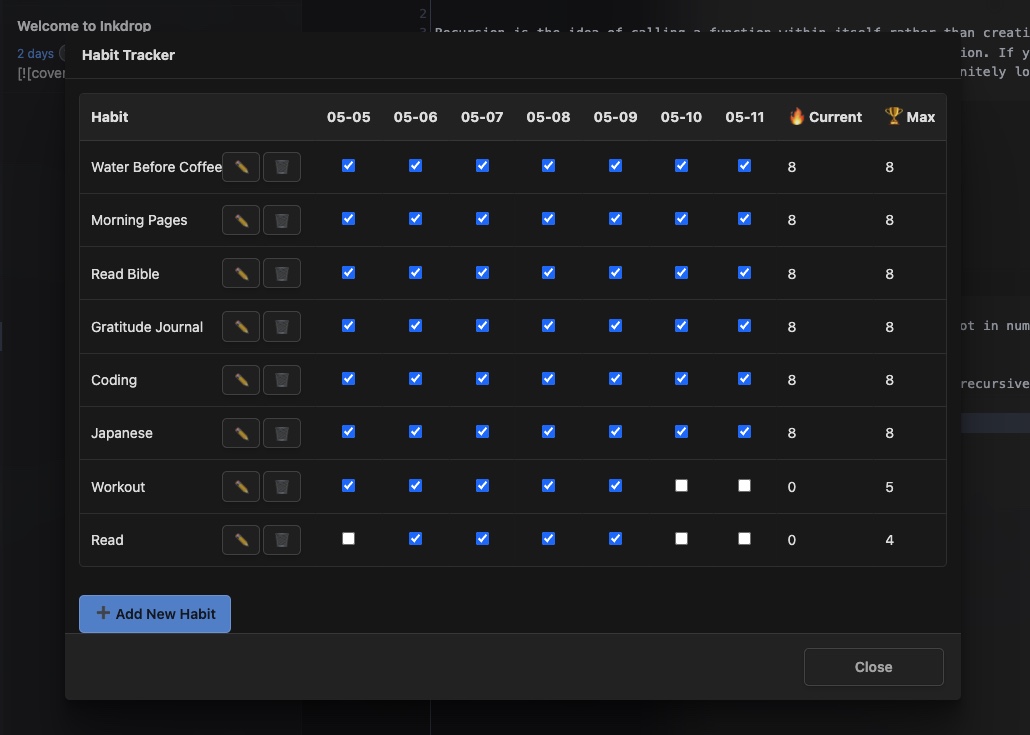 Welcome to Inkdrop
2
2 days
[![cover
Recursion is the idea of calling a function within itself rather than creati
ion. If y
nitely lo
Habit Tracker
Habit 05-05 05-06 05-07 05-08 05-09 05-10 05-11 🔥 Current 🏆 Max
Water Before Coffee 8 8
Morning Pages 8 8
Read Bible 8 8
Gratitude Journal 8 8
ot in num
Coding 8 8
recursive
Japanese 8 8
Workout 0 5
Read 0 4
➕ Add New Habit
Close